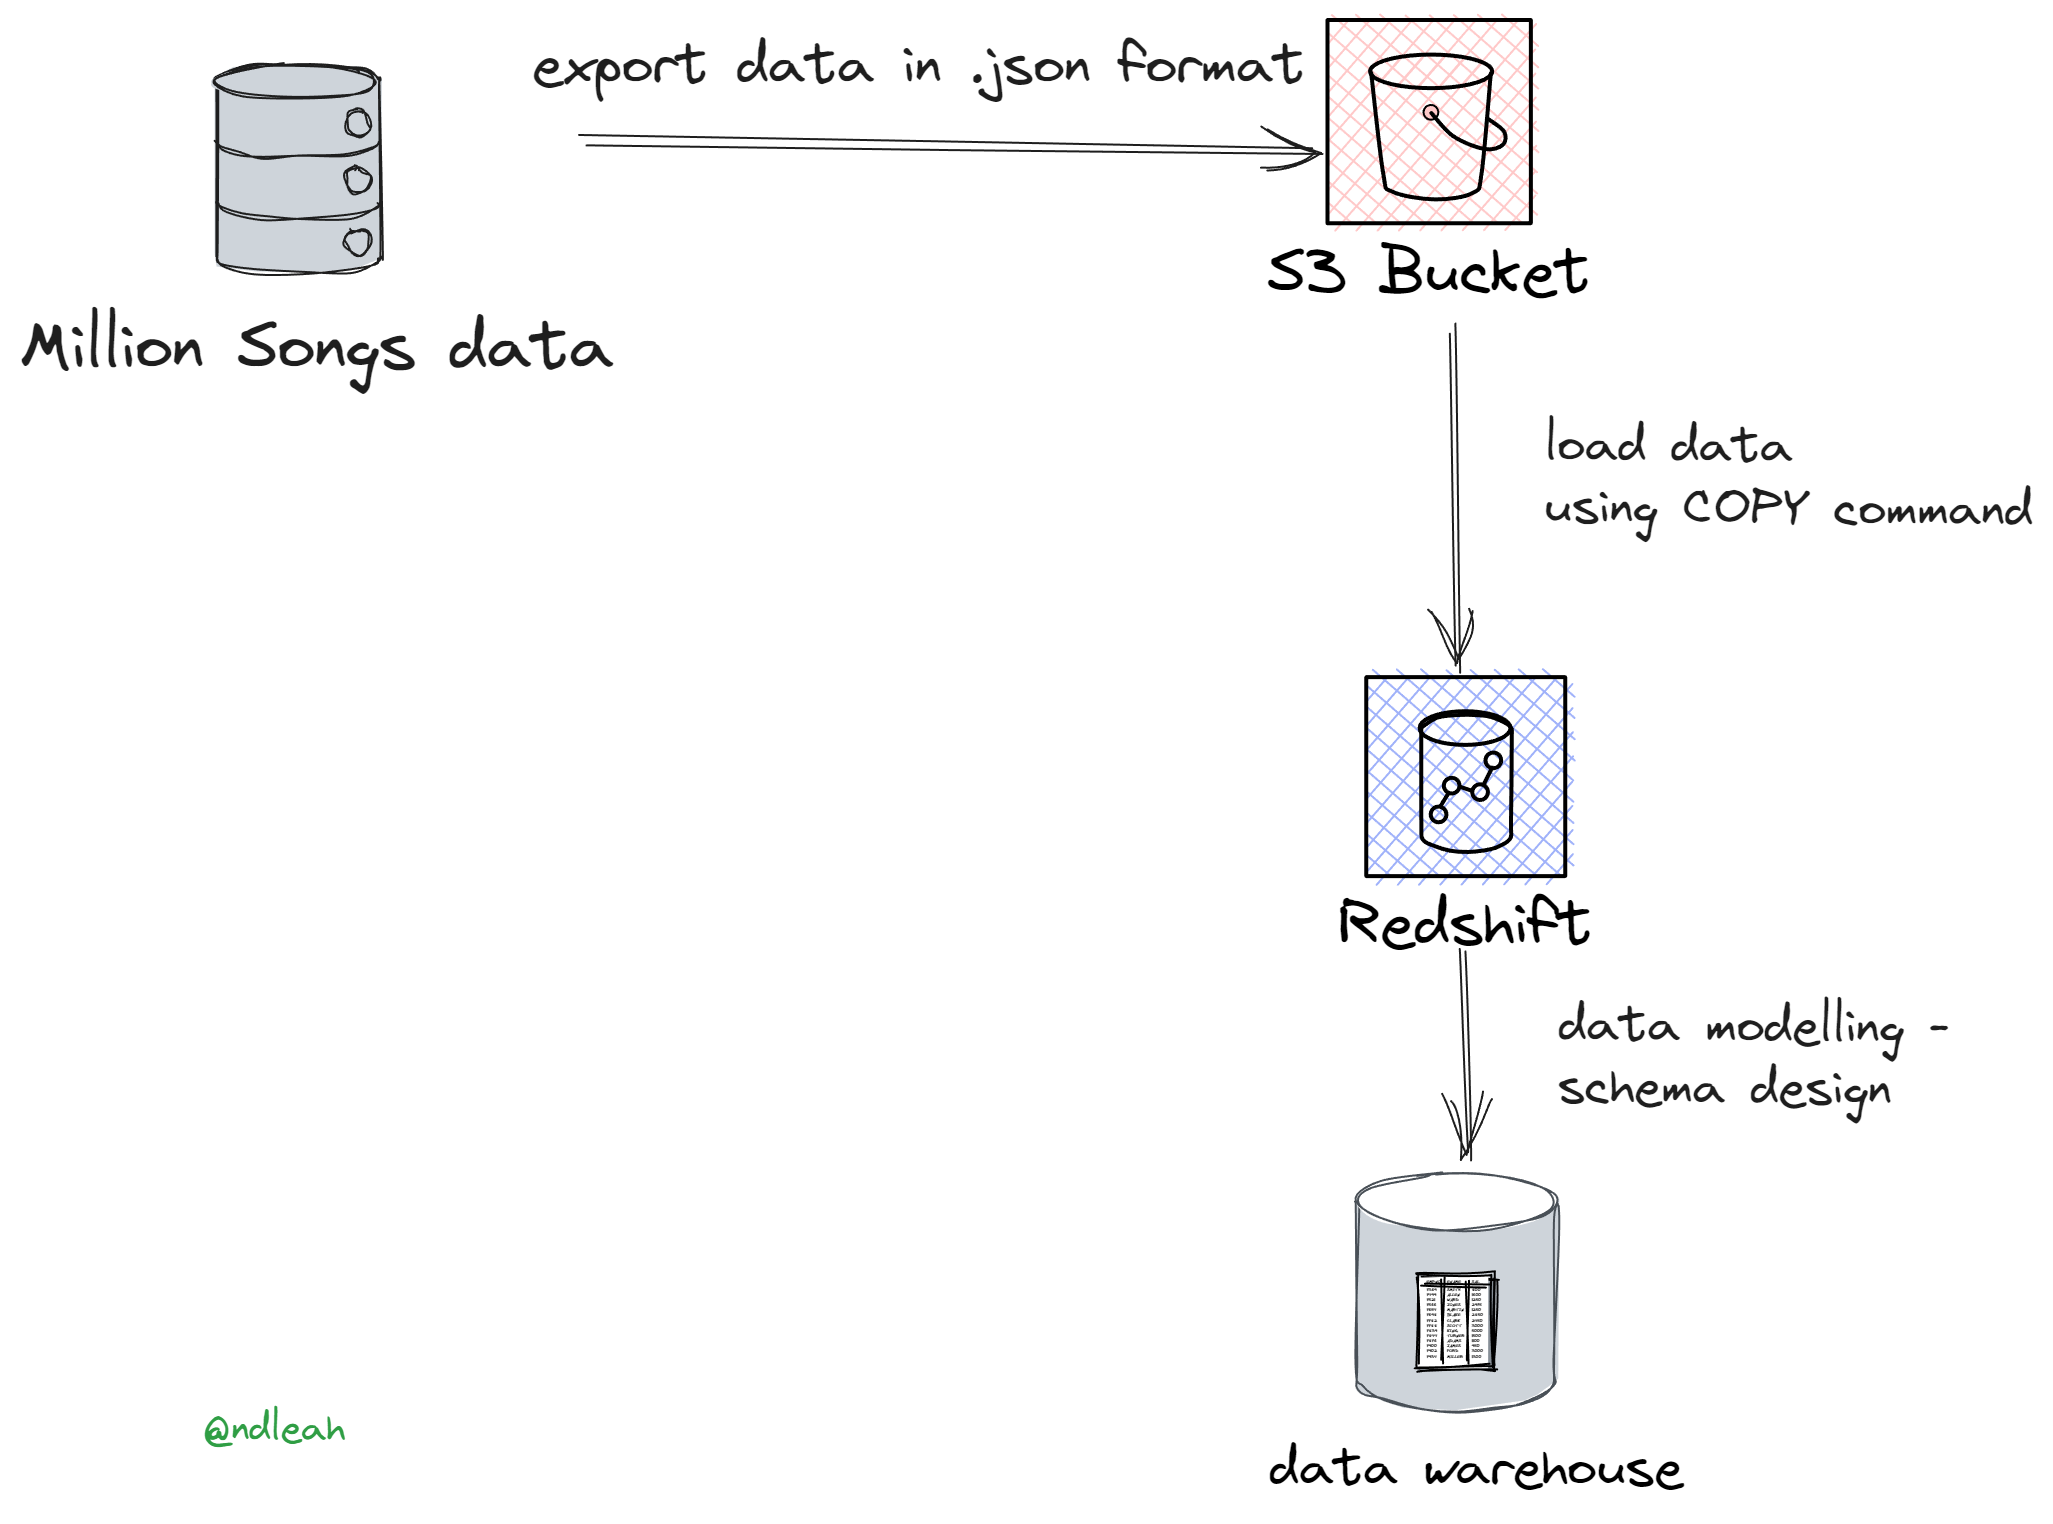 export data in .json format
S3 Bucket
Million Songs data
load data
using COPY command
Redshift
data modelling -
schema design
@ndleah
data warehouse